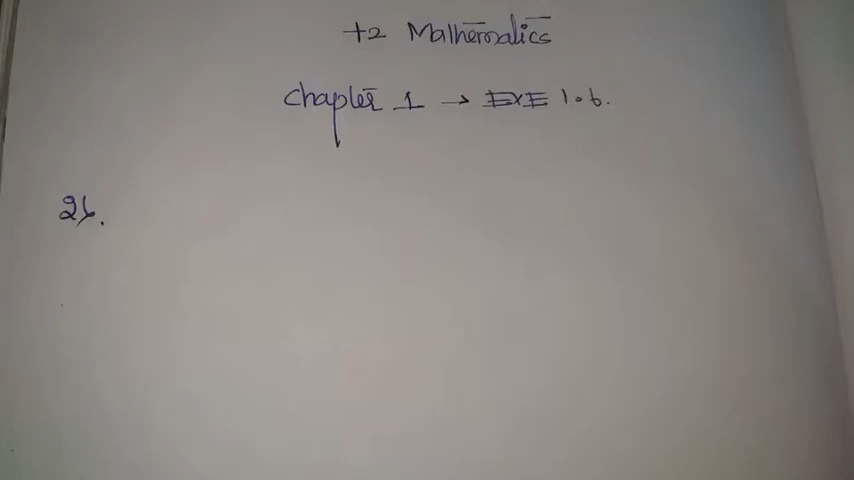 +2 Mathematics
Chapter 1 → EXE 1.6.
26.